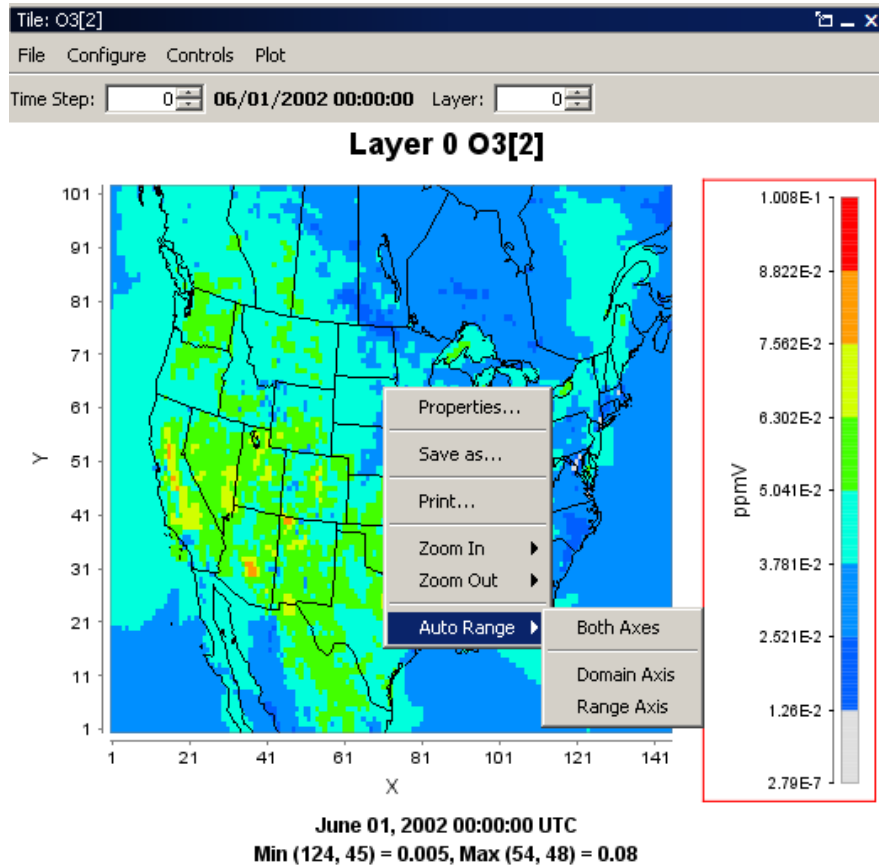 Tile: O3[2]
File Configure Controls Plot
Time Step: 0 06/01/2002 00:00:00 Layer: 0
Layer 0 O3[2]
101
91
81
71
61
51
41
31
21
11
1
Y
1 21 41 61 81 101 121 141
X
Properties...
Save as...
Print...
Zoom In
Zoom Out
Auto Range
Both Axes
Domain Axis
Range Axis
ppmV
1.008E-1
8.822E-2
7.562E-2
6.302E-2
5.041E-2
3.781E-2
2.521E-2
1.26E-2
2.79E-7
June 01, 2002 00:00:00 UTC
Min (124, 45) = 0.005, Max (54, 48) = 0.08